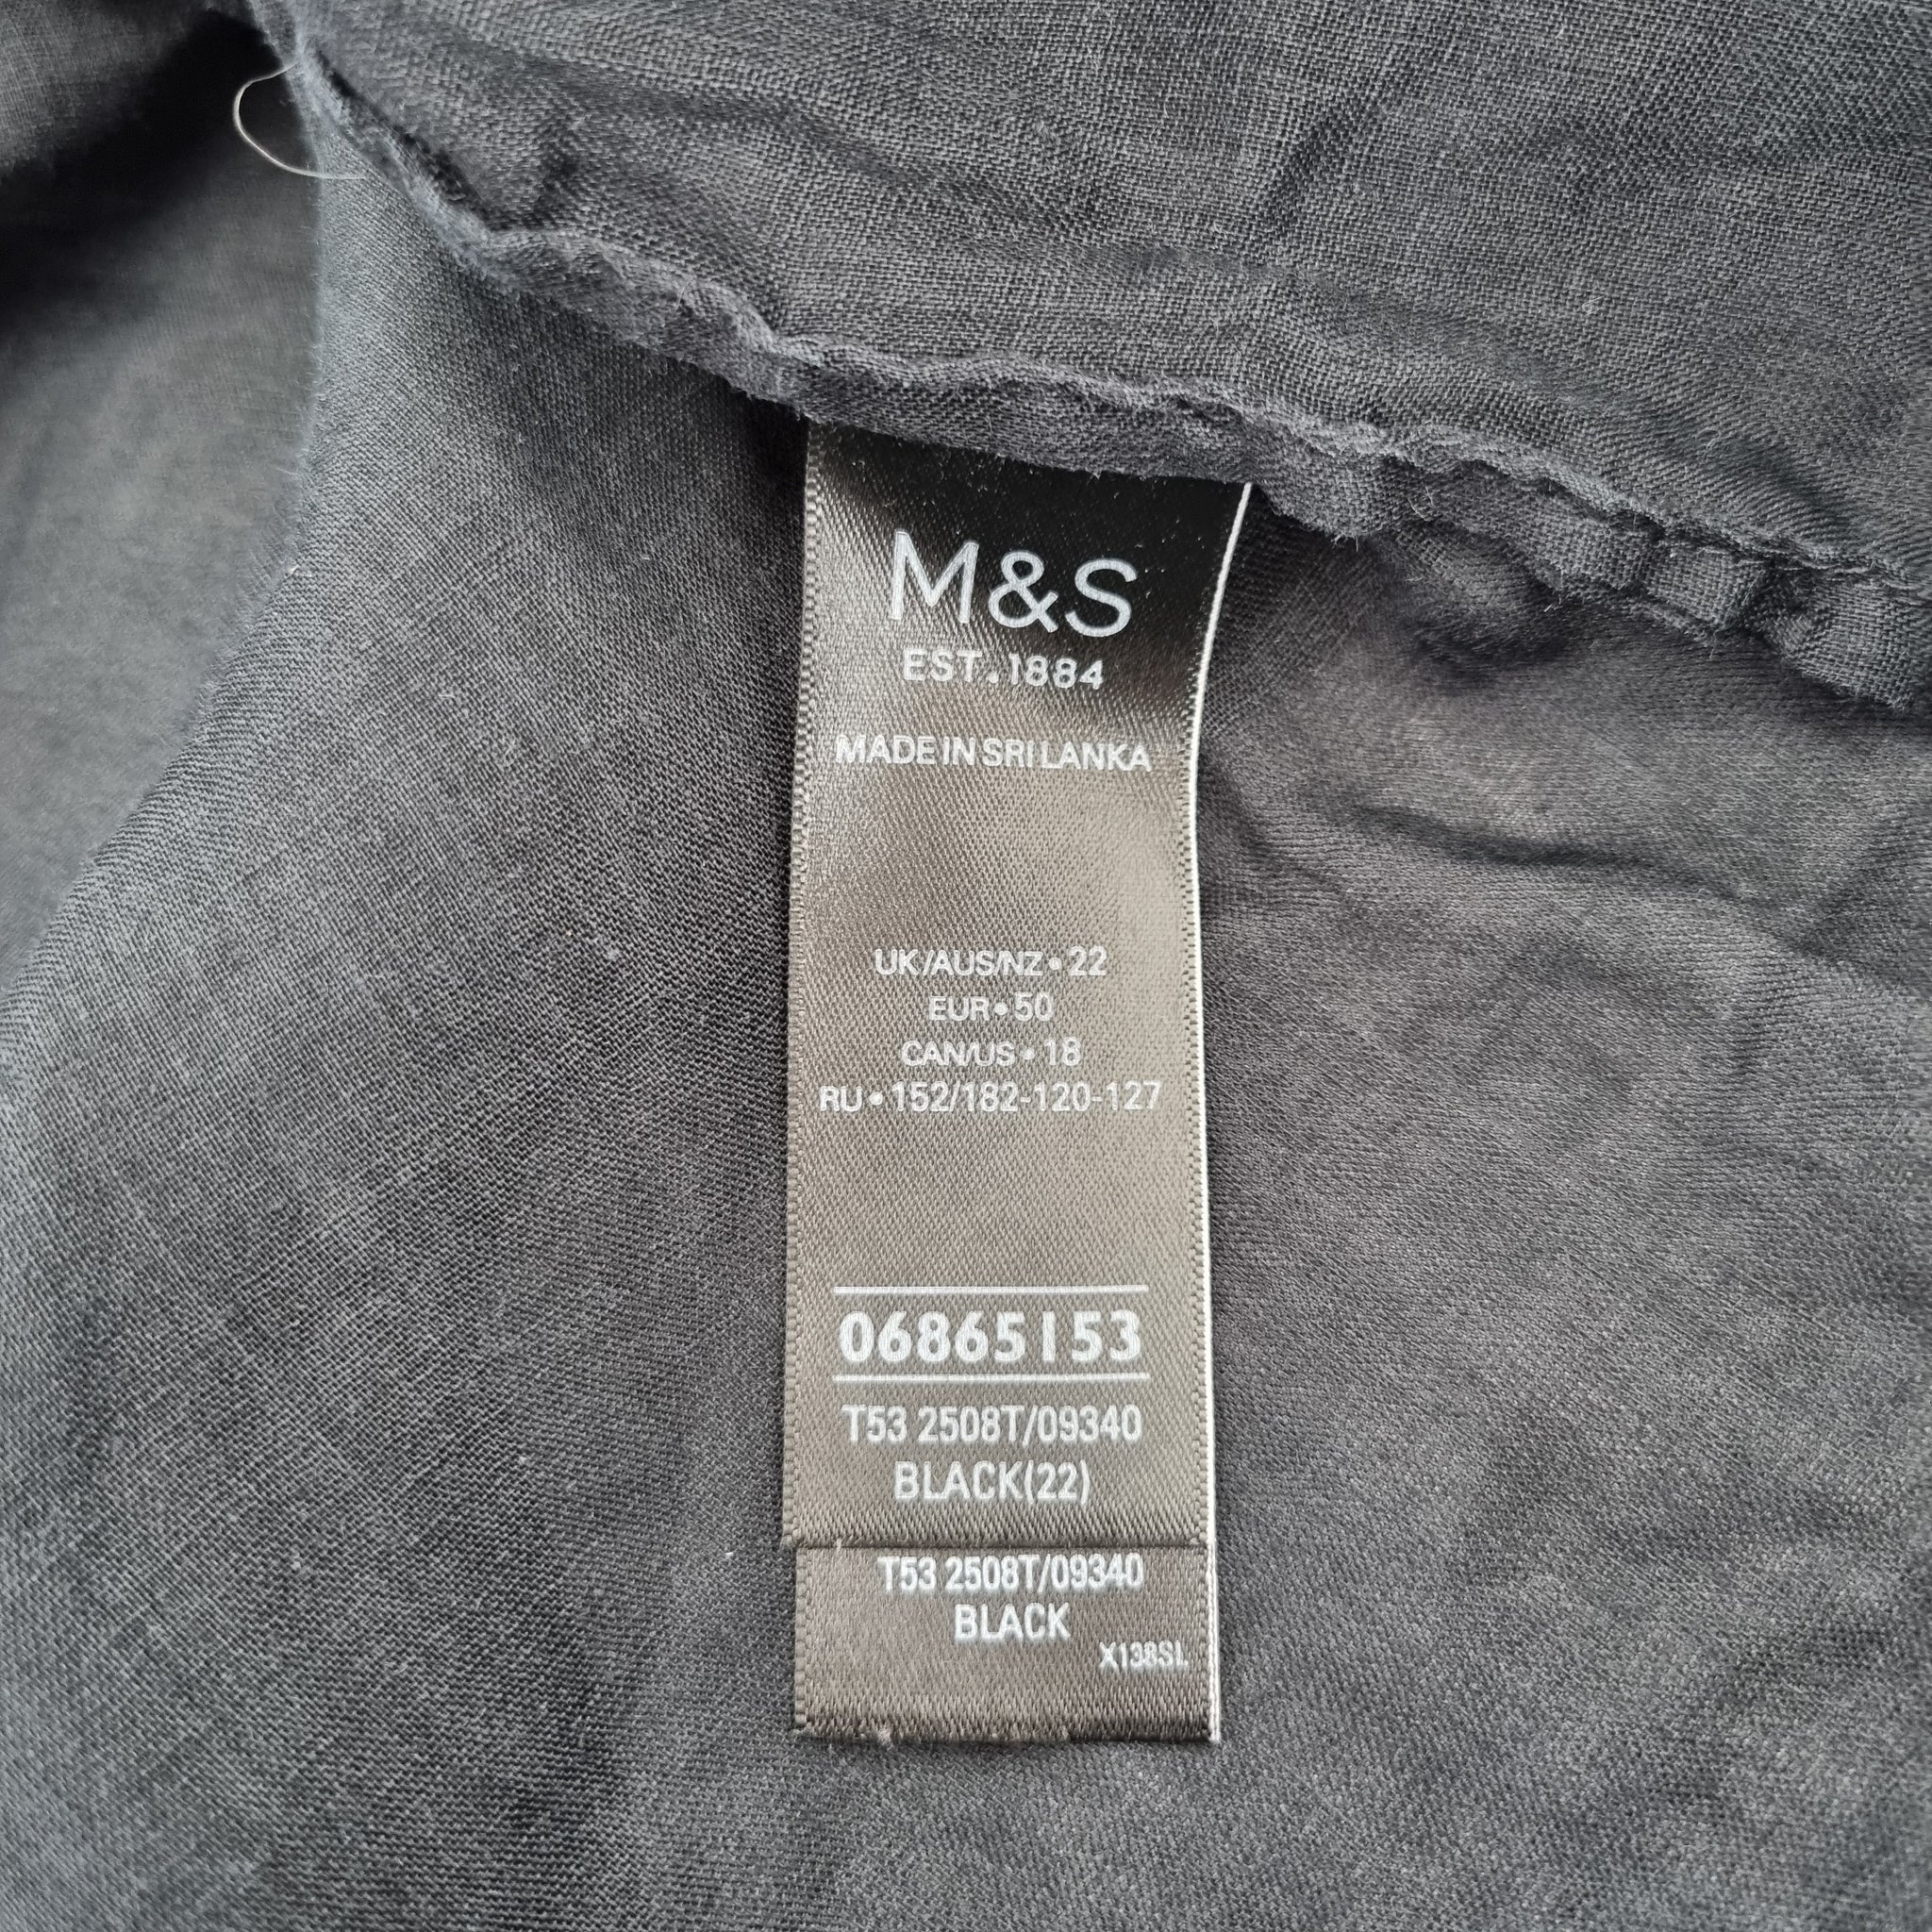 M&S
EST. 1884
MADE IN SRI LANKA
UK/AUS/NZ • 22
EUR • 50
CAN/US • 18
RU • 152/182-120-127
06865153
T53 2508T/09340
BLACK(22)
T53 2508T/09340
BLACK
X138SL